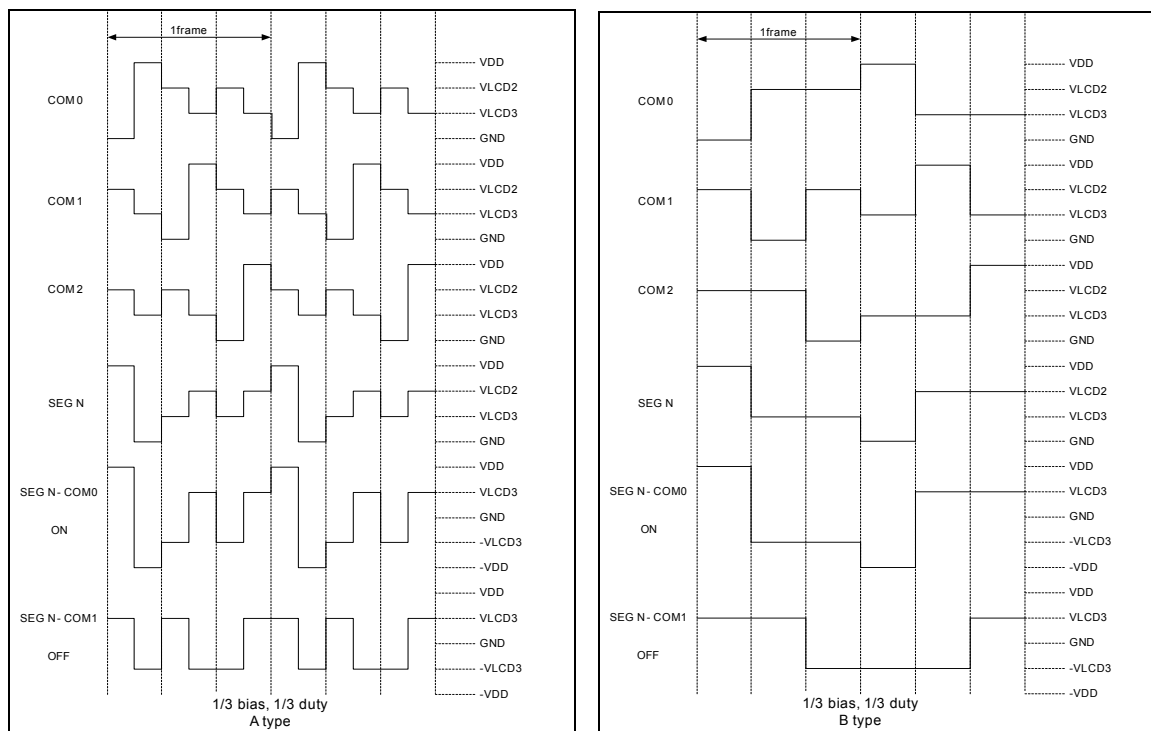 1frame
COM0
VDD
VLCD2
VLCD3
GND
COM1
VDD
VLCD2
VLCD3
GND
COM2
VDD
VLCD2
VLCD3
GND
SEG N
VDD
VLCD2
VLCD3
GND
SEG N - COM0
ON
VDD
VLCD3
GND
-VLCD3
-VDD
SEG N - COM1
OFF
VDD
VLCD3
GND
-VLCD3
-VDD
1/3 bias, 1/3 duty
A type
1frame
COM0
VDD
VLCD2
VLCD3
GND
COM1
VDD
VLCD2
VLCD3
GND
COM2
VDD
VLCD2
VLCD3
GND
SEG N
VDD
VLCD2
VLCD3
GND
SEG N - COM0
ON
VDD
VLCD3
GND
-VLCD3
-VDD
SEG N - COM1
OFF
VDD
VLCD3
GND
-VLCD3
-VDD
1/3 bias, 1/3 duty
B type